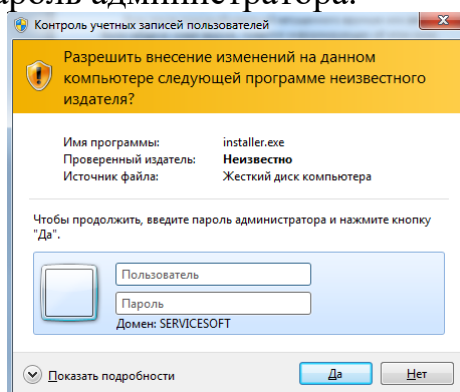 пароль администратора.
Контроль учетных записей пользователей
Разрешить внесение изменений на данном
компьютере следующей программе неизвестного
издателя?
Имя программы: installer.exe
Проверенный издатель: Неизвестно
Источник файла: Жесткий диск компьютера
Чтобы продолжить, введите пароль администратора и нажмите кнопку
"Да".
Пользователь
Пароль
Домен: SERVICESOFT
Показать подробности Да Нет